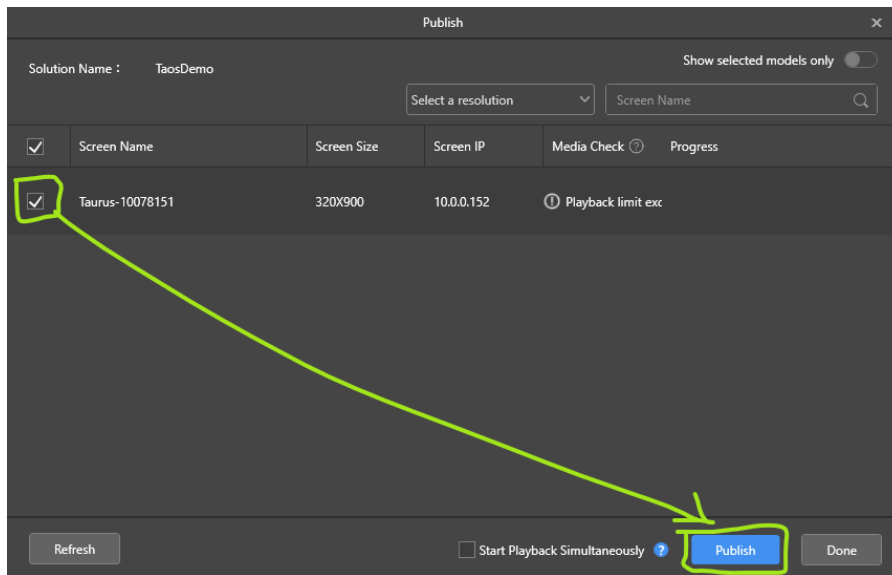 Publish
Solution Name : TaosDemo
Show selected models only
Select a resolution
Screen Name
Screen Name Screen Size Screen IP Media Check Progress
Taurus-10078151 320X900 10.0.0.152 Playback limit exc
Refresh Start Playback Simultaneously ? Publish Done